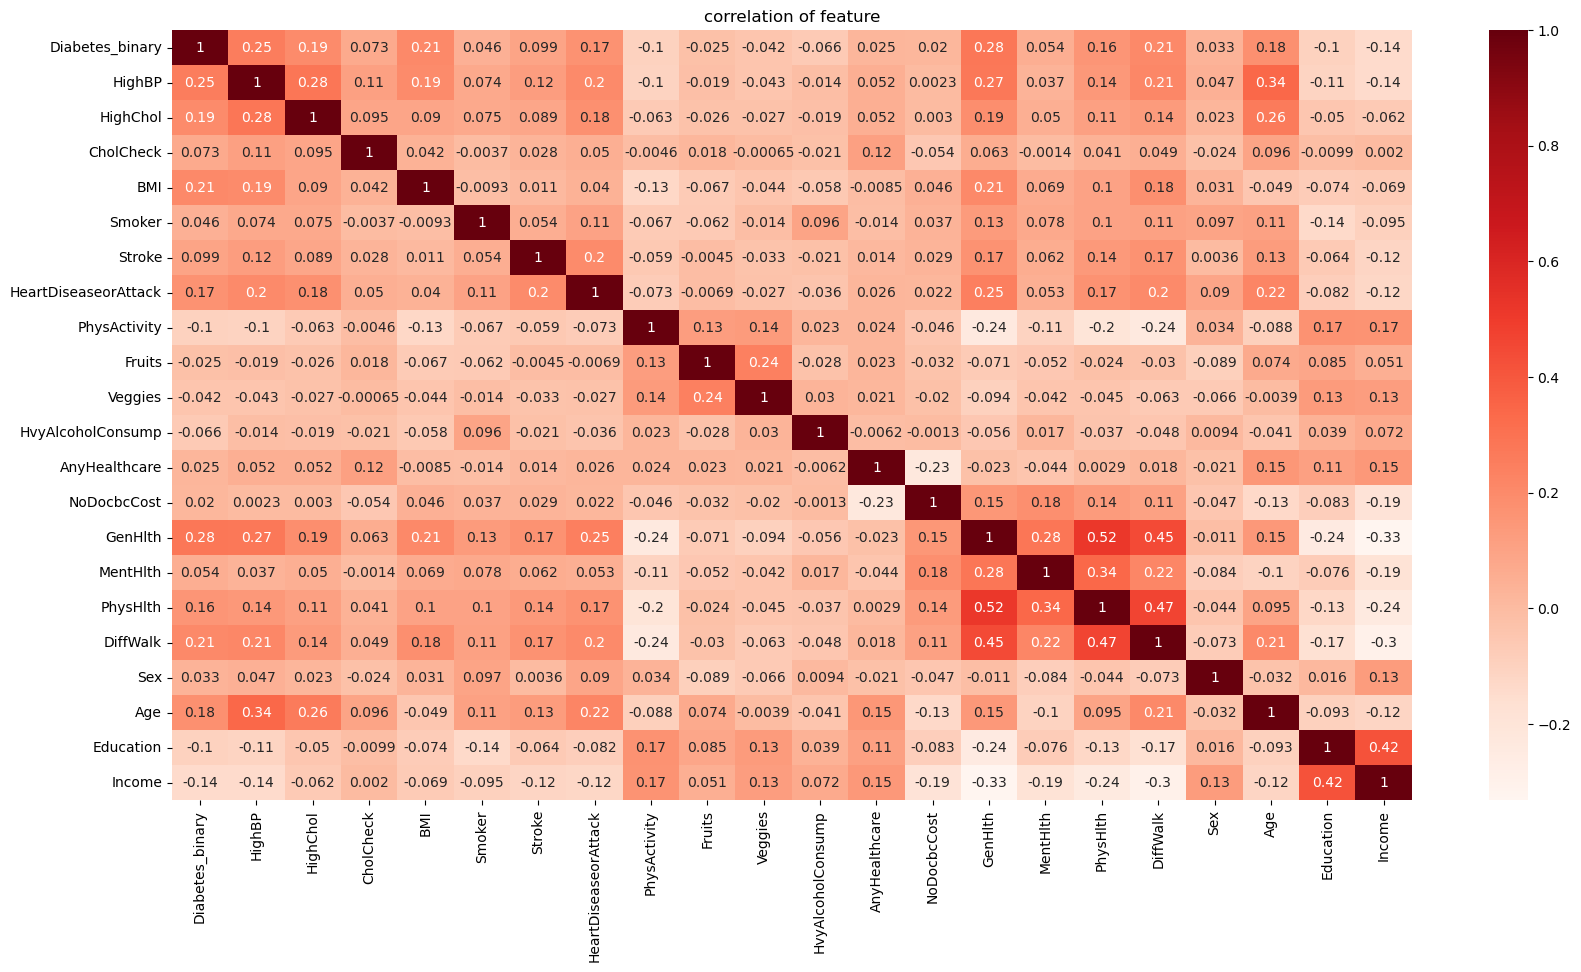 correlation of feature
Diabetes_binary 1 0.25 0.19 0.073 0.21 0.046 0.099 0.17 -0.1 -0.025 -0.042 -0.066 0.025 0.02 0.28 0.054 0.16 0.21 0.033 0.18 -0.1 -0.14
HighBP 0.25 1 0.28 0.11 0.19 0.074 0.12 0.2 -0.1 -0.019 -0.043 -0.014 0.052 0.0023 0.27 0.037 0.14 0.21 0.047 0.34 -0.11 -0.14
HighChol 0.19 0.28 1 0.095 0.09 0.075 0.089 0.18 -0.063 -0.026 -0.027 -0.019 0.052 0.003 0.19 0.05 0.11 0.14 0.023 0.26 -0.05 -0.062
CholCheck 0.073 0.11 0.095 1 0.042 -0.0037 0.028 0.05 -0.0046 0.018 -0.00065 -0.021 0.12 -0.054 0.063 -0.0014 0.041 0.049 -0.024 0.096 -0.0099 0.002
BMI 0.21 0.19 0.09 0.042 1 -0.0093 0.011 0.04 -0.13 -0.067 -0.044 -0.058 -0.0085 0.046 0.21 0.069 0.1 0.18 0.031 -0.049 -0.074 -0.069
Smoker 0.046 0.074 0.075 -0.0037 -0.0093 1 0.054 0.11 -0.067 -0.062 -0.014 0.096 -0.014 0.037 0.13 0.078 0.1 0.11 0.097 0.11 -0.14 -0.095
Stroke 0.099 0.12 0.089 0.028 0.011 0.054 1 0.2 -0.059 -0.0045 -0.033 -0.021 0.014 0.029 0.17 0.062 0.14 0.17 0.0036 0.13 -0.064 -0.12
HeartDiseaseorAttack 0.17 0.2 0.18 0.05 0.04 0.11 0.2 1 -0.073 -0.0069 -0.027 -0.036 0.026 0.022 0.25 0.053 0.17 0.2 0.09 0.22 -0.082 -0.12
PhysActivity -0.1 -0.1 -0.063 -0.0046 -0.13 -0.067 -0.059 -0.073 1 0.13 0.14 0.023 0.024 -0.046 -0.24 -0.11 -0.2 -0.24 0.034 -0.088 0.17 0.17
Fruits -0.025 -0.019 -0.026 0.018 -0.067 -0.062 -0.0045 -0.0069 0.13 1 0.24 -0.028 0.023 -0.032 -0.071 -0.052 -0.024 -0.03 -0.089 0.074 0.085 0.051
Veggies -0.042 -0.043 -0.027 -0.00065 -0.044 -0.014 -0.033 -0.027 0.14 0.24 1 0.03 0.021 -0.02 -0.094 -0.042 -0.045 -0.063 -0.066 -0.0039 0.13 0.13
HvyAlcoholConsump -0.066 -0.014 -0.019 -0.021 -0.058 0.096 -0.021 -0.036 0.023 -0.028 0.03 1 -0.0062 -0.0013 -0.056 0.017 -0.037 -0.048 0.0094 -0.041 0.039 0.072
AnyHealthcare 0.025 0.052 0.052 0.12 -0.0085 -0.014 0.014 0.026 0.024 0.023 0.021 -0.0062 1 -0.23 -0.023 -0.044 0.0029 0.018 -0.021 0.15 0.11 0.15
NoDocbcCost 0.02 0.0023 0.003 -0.054 0.046 0.037 0.029 0.022 -0.046 -0.032 -0.02 -0.0013 -0.23 1 0.15 0.18 0.14 0.11 -0.047 -0.13 -0.083 -0.19
GenHlth 0.28 0.27 0.19 0.063 0.21 0.13 0.17 0.25 -0.24 -0.071 -0.094 -0.056 -0.023 0.15 1 0.28 0.52 0.45 -0.011 0.15 -0.24 -0.33
MentHlth 0.054 0.037 0.05 -0.0014 0.069 0.078 0.062 0.053 -0.11 -0.052 -0.042 0.017 -0.044 0.18 0.28 1 0.34 0.22 -0.084 -0.1 -0.076 -0.19
PhysHlth 0.16 0.14 0.11 0.041 0.1 0.1 0.14 0.17 -0.2 -0.024 -0.045 -0.037 0.0029 0.14 0.52 0.34 1 0.47 -0.044 0.095 -0.13 -0.24
DiffWalk 0.21 0.21 0.14 0.049 0.18 0.11 0.17 0.2 -0.24 -0.03 -0.063 -0.048 0.018 0.11 0.45 0.22 0.47 1 -0.073 0.21 -0.17 -0.3
Sex 0.033 0.047 0.023 -0.024 0.031 0.097 0.0036 0.09 0.034 -0.089 -0.066 0.0094 -0.021 -0.047 -0.011 -0.084 -0.044 -0.073 1 -0.032 0.016 0.13
Age 0.18 0.34 0.26 0.096 -0.049 0.11 0.13 0.22 -0.088 0.074 -0.0039 -0.041 0.15 -0.13 0.15 -0.1 0.095 0.21 -0.032 1 -0.093 -0.12
Education -0.1 -0.11 -0.05 -0.0099 -0.074 -0.14 -0.064 -0.082 0.17 0.085 0.13 0.039 0.11 -0.083 -0.24 -0.076 -0.13 -0.17 0.016 -0.093 1 0.42
Income -0.14 -0.14 -0.062 0.002 -0.069 -0.095 -0.12 -0.12 0.17 0.051 0.13 0.072 0.15 -0.19 -0.33 -0.19 -0.24 -0.3 0.13 -0.12 0.42 1
Diabetes_binary
HighBP
HighChol
CholCheck
BMI
Smoker
Stroke
HeartDiseaseorAttack
PhysActivity
Fruits
Veggies
HvyAlcoholConsump
AnyHealthcare
NoDocbcCost
GenHlth
MentHlth
PhysHlth
DiffWalk
Sex
Age
Education
Income
1.0
0.8
0.6
0.4
0.2
0.0
−0.2